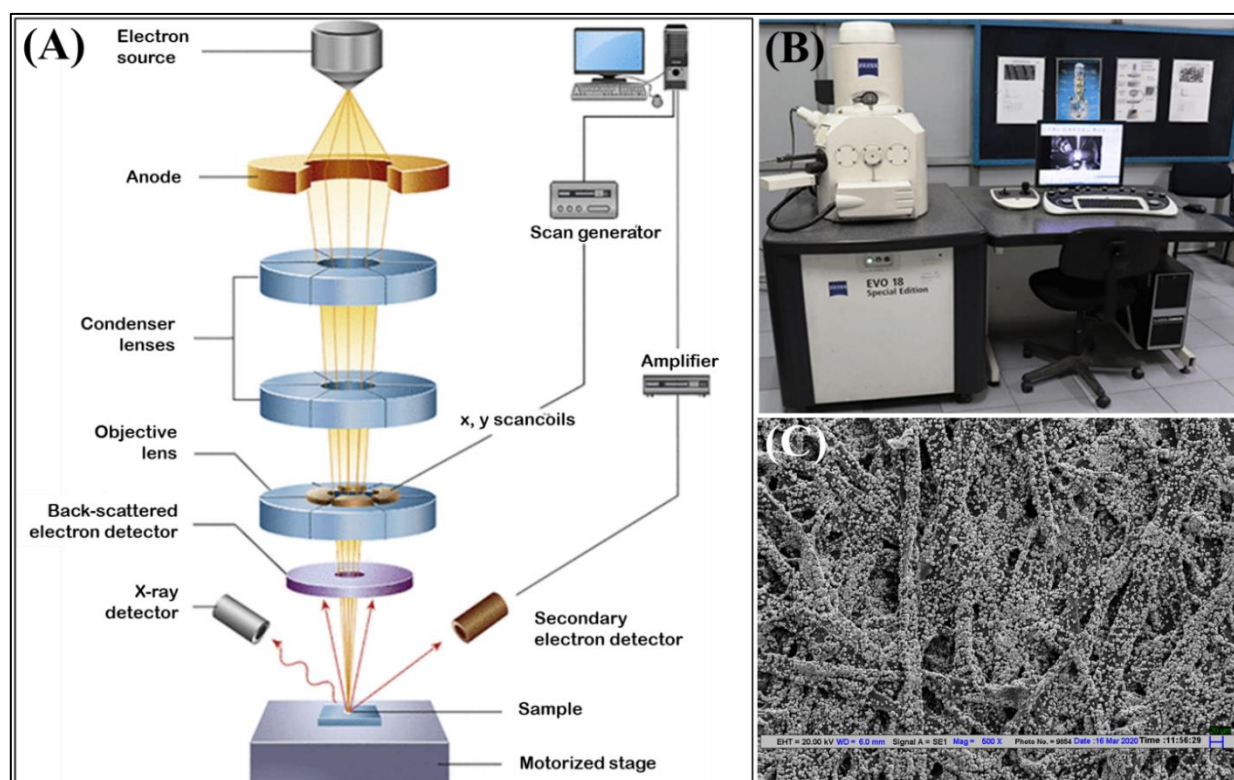 (A)
Electron
source
Anode
Condenser
lenses
Objective
lens
Back-scattered
electron detector
X-ray
detector
Scan generator
Amplifier
x, y scancoils
Secondary
electron detector
Sample
Motorized stage
(B)
ZEISS
EVO 18
Special Edition
ZEISS
(C)
EHT = 20.00 kV WD = 6.0 mm Signal A = SE1 Mag = 500 X Photo No. = 9654 Date :16 Mar 2020 Time :11:56:29